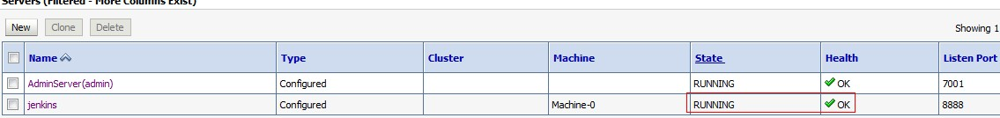 Servers (Filtered - More Columns Exist)
New Clone Delete Showing 1
Name Type Cluster Machine State Health Listen Port
AdminServer(admin) Configured RUNNING OK 7001
jenkins Configured Machine-0 RUNNING OK 8888